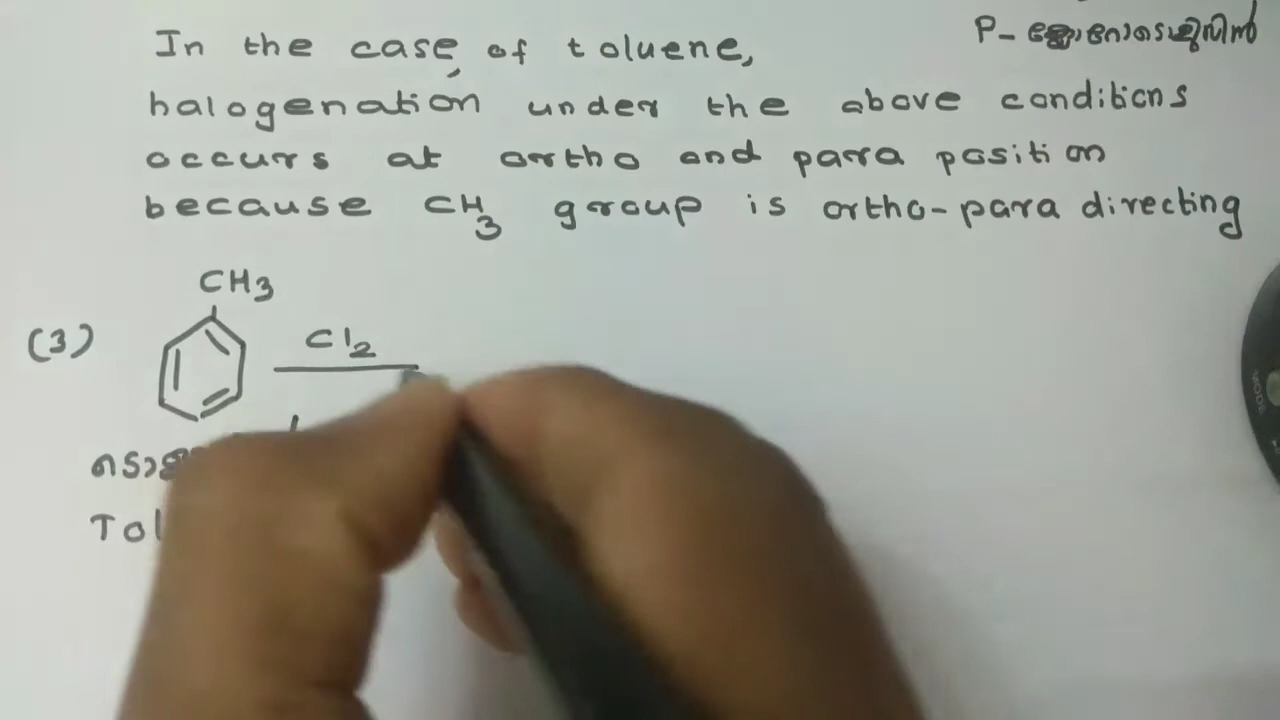 P- ക്ലോറോടൊളുവിൻ
In the case, of toluene,
halogenation under the above conditions
occurs at ortho and para position
because CH3 group is ortho-para directing
CH3
(3) Cl2
Tol